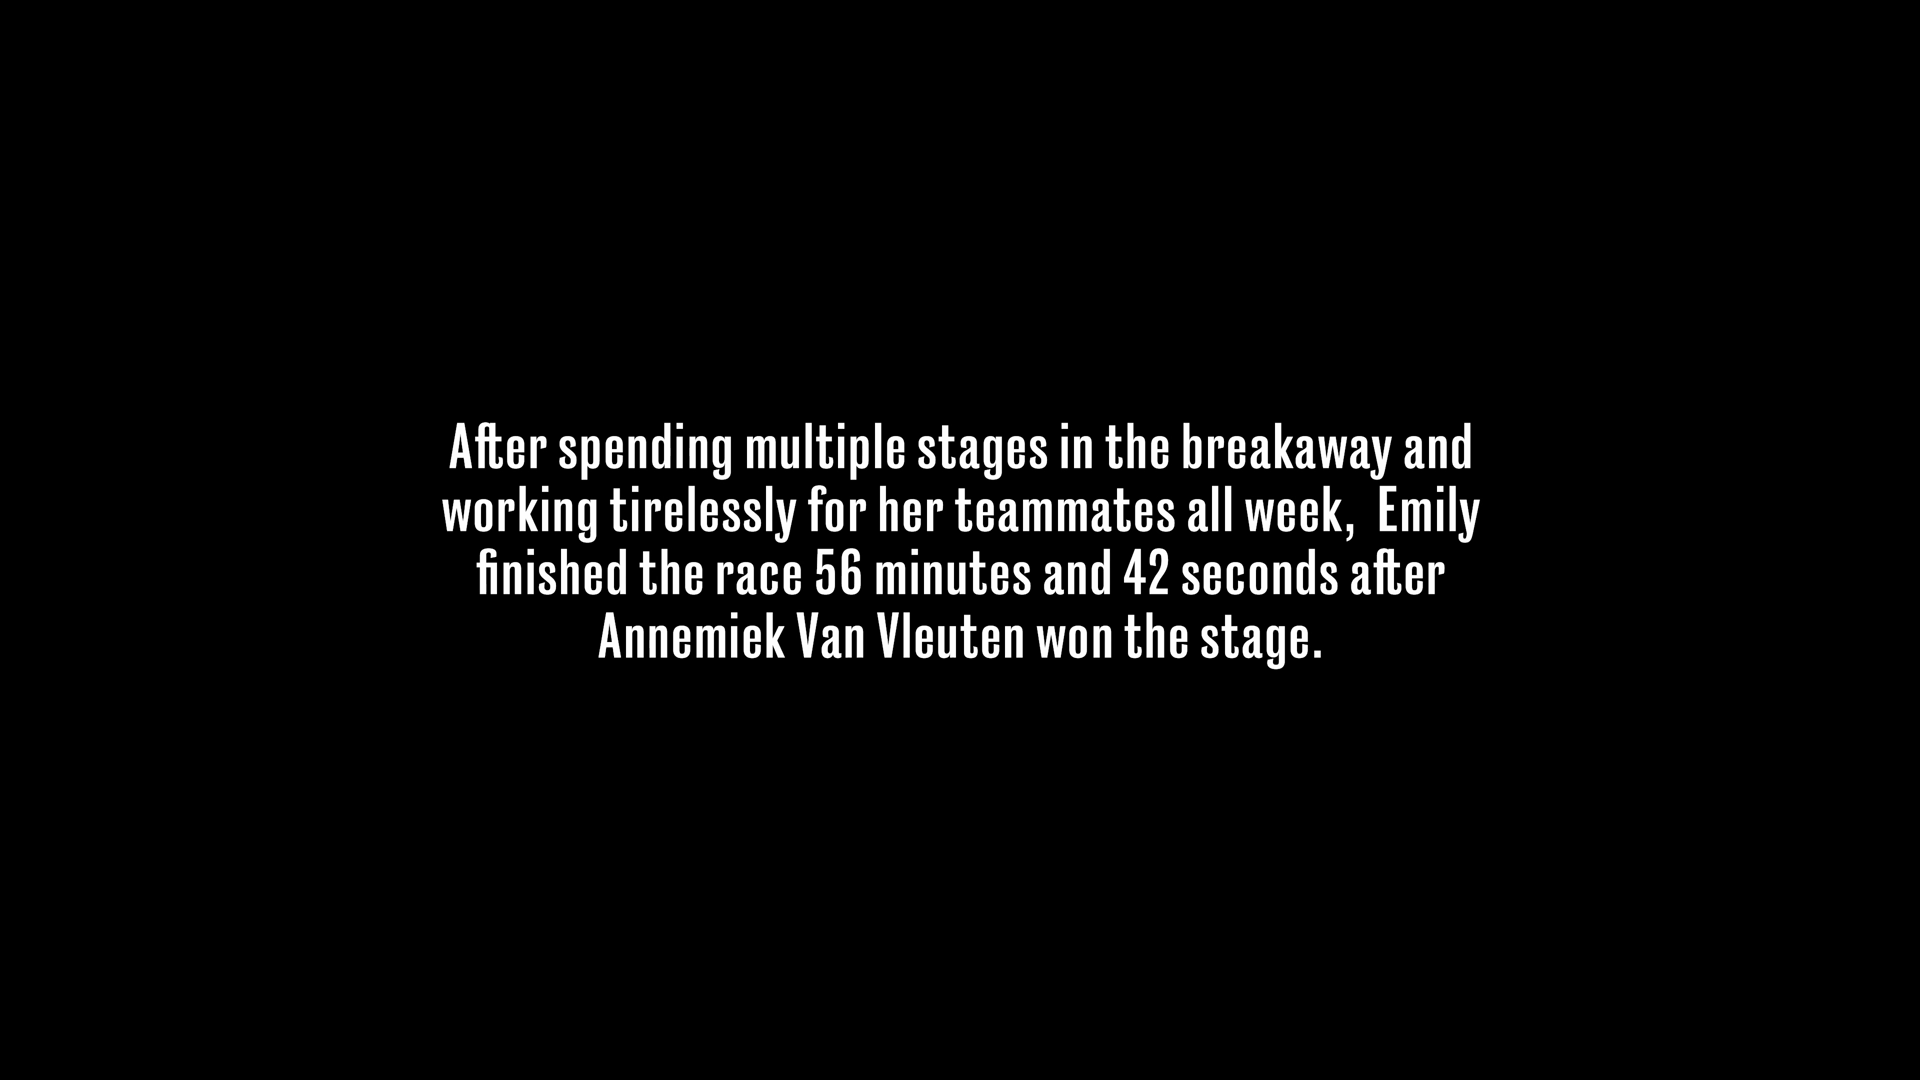 After spending multiple stages in the breakaway and
working tirelessly for her teammates all week,  Emily
finished the race 56 minutes and 42 seconds after
Annemiek Van Vleuten won the stage.